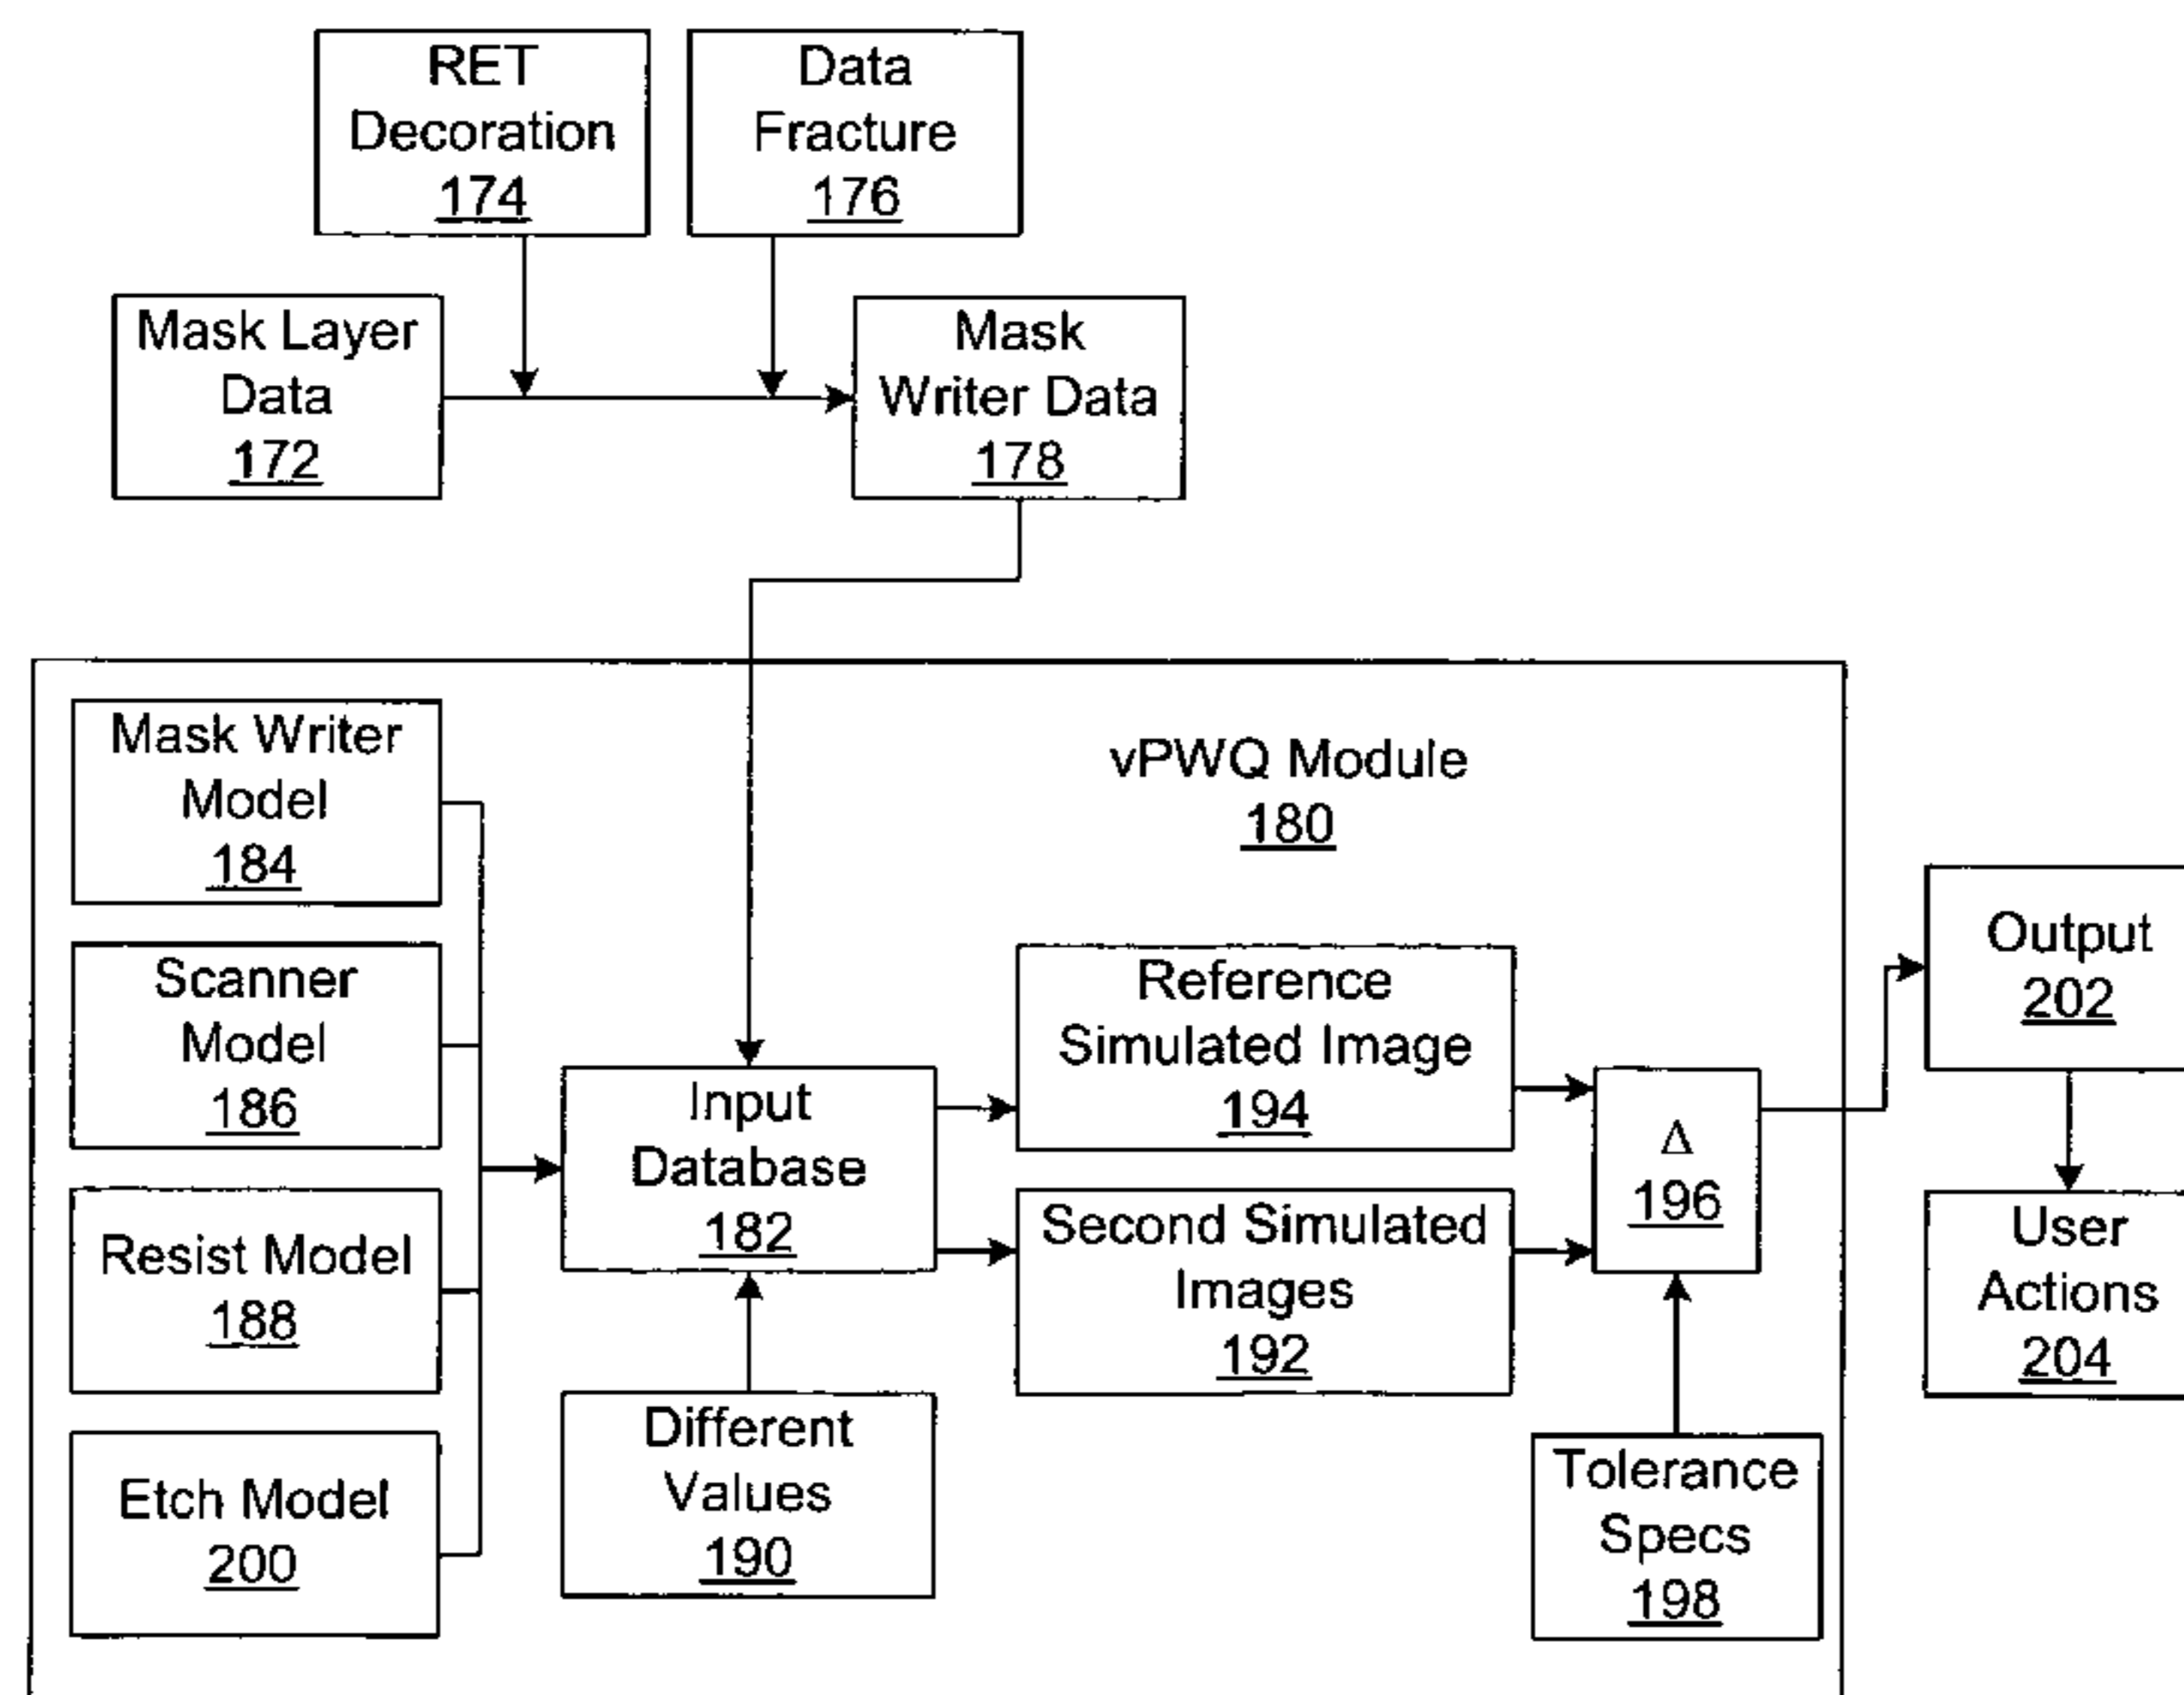 RET
Decoration
174
Data
Fracture
176
Mask Layer
Data
172
Mask
Writer Data
178
Mask Writer
Model
184
vPWQ Module
180
Scanner
Model
186
Resist Model
188
Etch Model
200
Input
Database
182
Different
Values
190
Reference
Simulated Image
194
Second Simulated
Images
192
Δ
196
Tolerance
Specs
198
Output
202
User
Actions
204